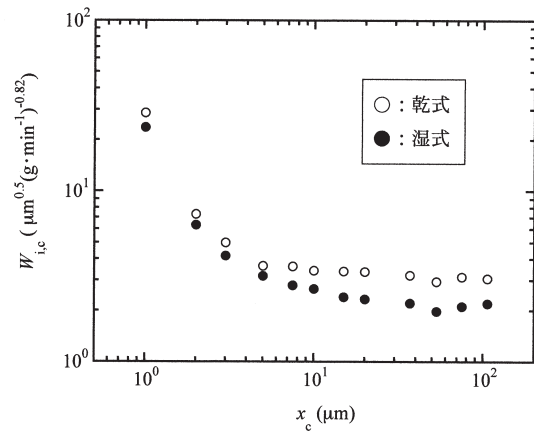 10²
○ : 乾式
● : 湿式
10¹
10⁰
W_{i,c} ( μm^{0.5}(g·min^{-1})^{-0.82})
10⁰ 10¹ 10²
x_c (μm)